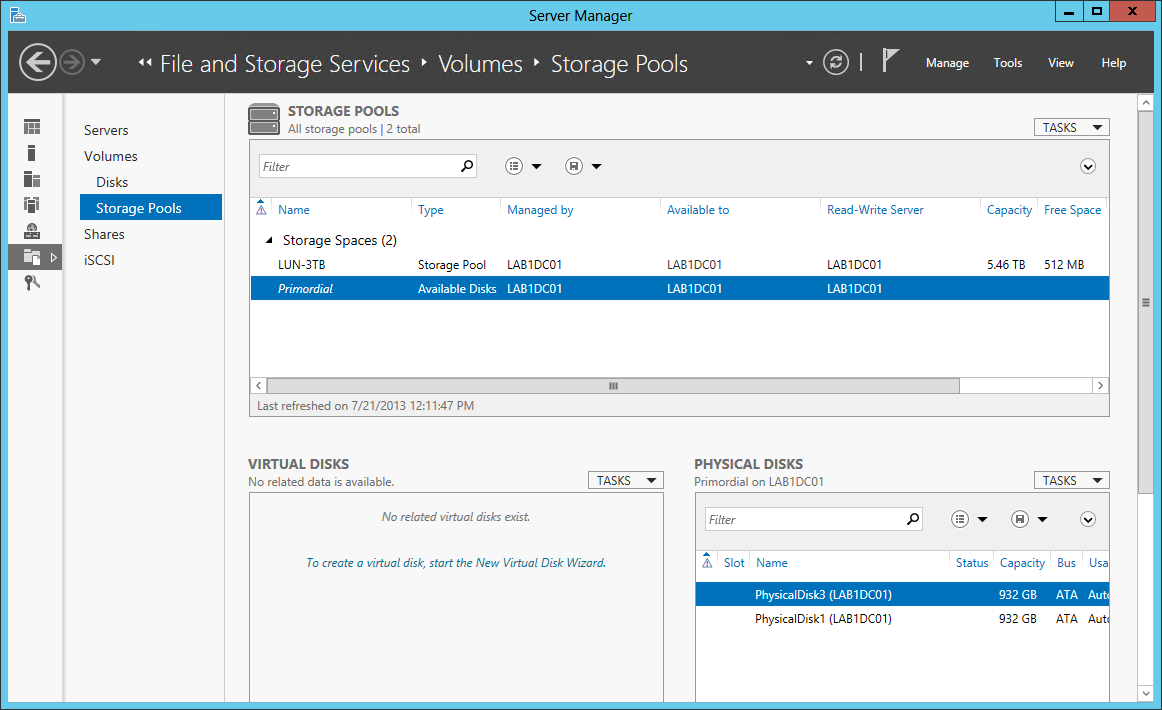 Server Manager
File and Storage Services Volumes Storage Pools Manage Tools View Help
Servers
Volumes
Disks
Storage Pools
Shares
iSCSI
STORAGE POOLS
All storage pools | 2 total
TASKS
Filter
Name Type Managed by Available to Read-Write Server Capacity Free Space
Storage Spaces (2)
LUN-3TB Storage Pool LAB1DC01 LAB1DC01 LAB1DC01 5.46 TB 512 MB
Primordial Available Disks LAB1DC01 LAB1DC01 LAB1DC01
Last refreshed on 7/21/2013 12:11:47 PM
VIRTUAL DISKS
No related data is available.
TASKS
No related virtual disks exist.
To create a virtual disk, start the New Virtual Disk Wizard.
PHYSICAL DISKS
Primordial on LAB1DC01
TASKS
Filter
Slot Name Status Capacity Bus Usa
PhysicalDisk3 (LAB1DC01) 932 GB ATA Auto
PhysicalDisk1 (LAB1DC01) 932 GB ATA Auto